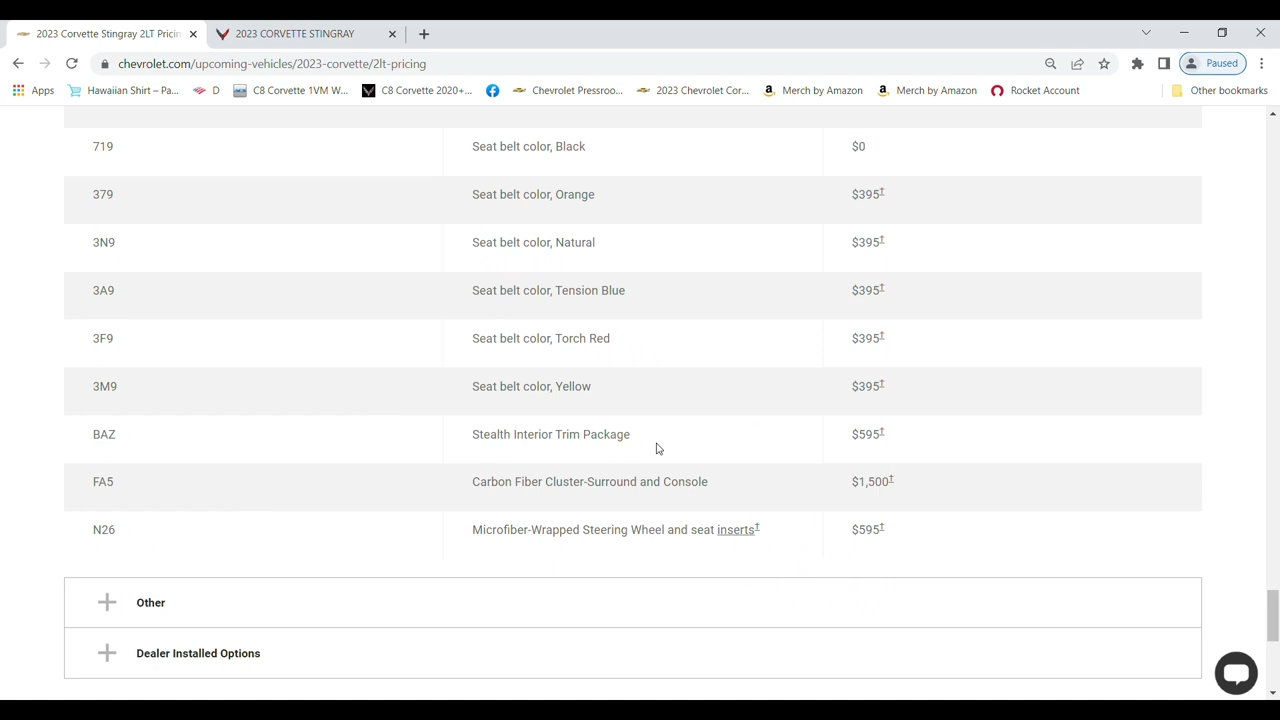 2023 Corvette Stingray 2LT Pricin
2023 CORVETTE STINGRAY
chevrolet.com/upcoming-vehicles/2023-corvette/2lt-pricing
Paused
Apps
Hawaiian Shirt – Pa...
D
C8 Corvette 1VM W...
C8 Corvette 2020+...
Chevrolet Pressroo...
2023 Chevrolet Cor...
Merch by Amazon
Merch by Amazon
Rocket Account
Other bookmarks
719 Seat belt color, Black $0
379 Seat belt color, Orange $395†
3N9 Seat belt color, Natural $395†
3A9 Seat belt color, Tension Blue $395†
3F9 Seat belt color, Torch Red $395†
3M9 Seat belt color, Yellow $395†
BAZ Stealth Interior Trim Package $595†
FA5 Carbon Fiber Cluster-Surround and Console $1,500†
N26 Microfiber-Wrapped Steering Wheel and seat inserts† $595†
Other
Dealer Installed Options